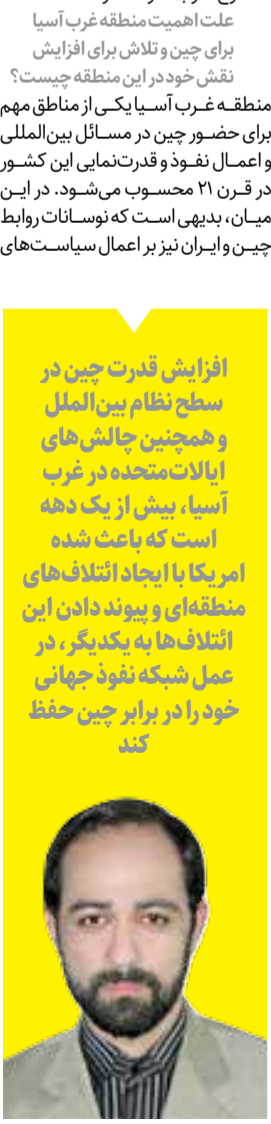 علت اهمیت منطقه غرب آسیا
برای چین و تلاش برای افزایش
نقش خود در این منطقه چیست؟
منطقـه غـرب آسـیا یکـی از مناطق مهم
برای حضـور چین در مسـائل بین‌المللی
و اعمـال نفـوذ و قدرت‌نمایی این کشـور
در قـرن ۲۱ محسـوب می‌شـود. در ایـن
میـان، بدیهی اسـت که نوسـانات روابط
چیـن و ایـران نیز بر اعمال سیاسـت‌های
افزایش قدرت چین در
سطح نظام بین‌الملل
و همچنین چالش‌های
ایالات‌متحده در غرب
آسیا، بیش از یک دهه
است که باعث شده
امریکا با ایجاد ائتلاف‌های
منطقه‌ای و پیوند دادن این
ائتلاف‌ها به یکدیگر، در
عمل شبکه نفوذ جهانی
خود را در برابر چین حفظ
کند